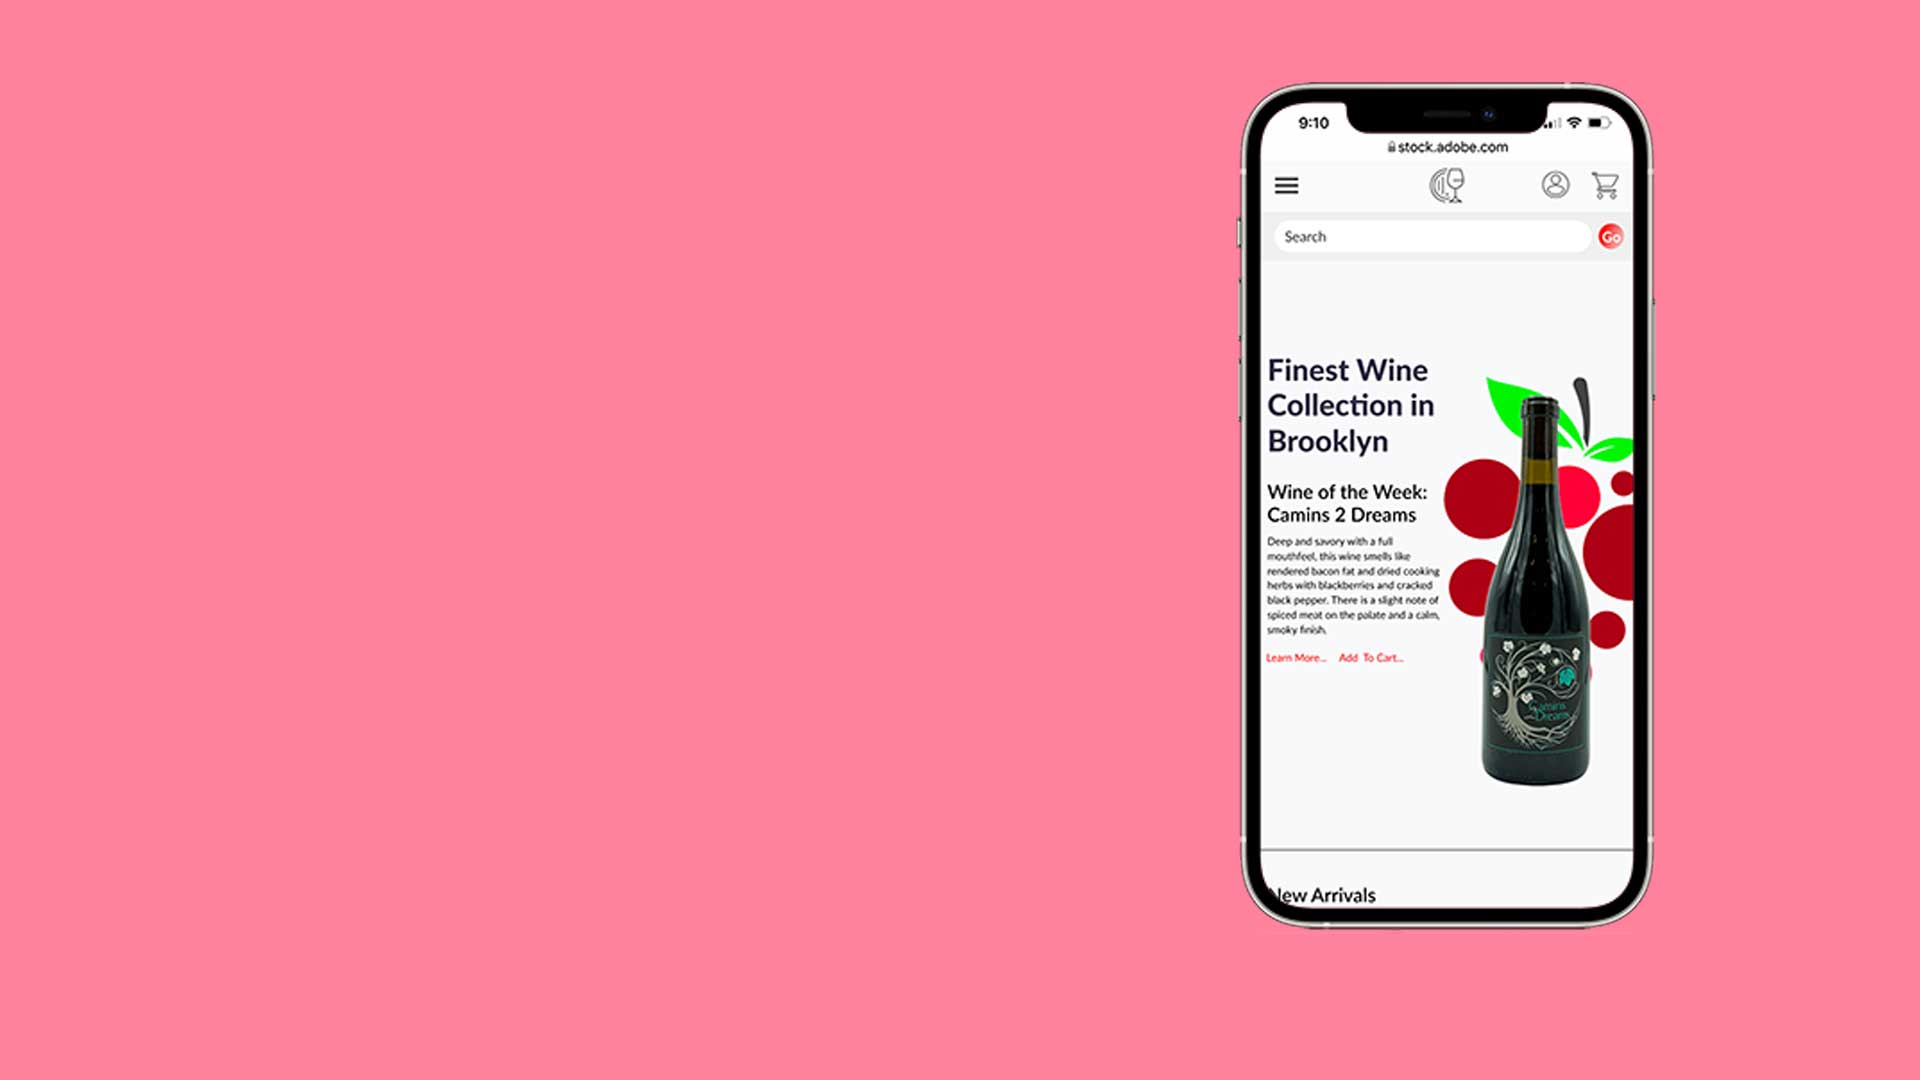 9:10
stock.adobe.com
Search
Go
Finest Wine
Collection in
Brooklyn
Wine of the Week:
Camins 2 Dreams
Deep and savory with a full
mouthfeel, this wine smells like
rendered bacon fat and dried cooking
herbs with blackberries and cracked
black pepper. There is a slight note of
spiced meat on the palate and a calm,
smoky finish.
Learn More... Add To Cart...
Camins
Dreams
New Arrivals